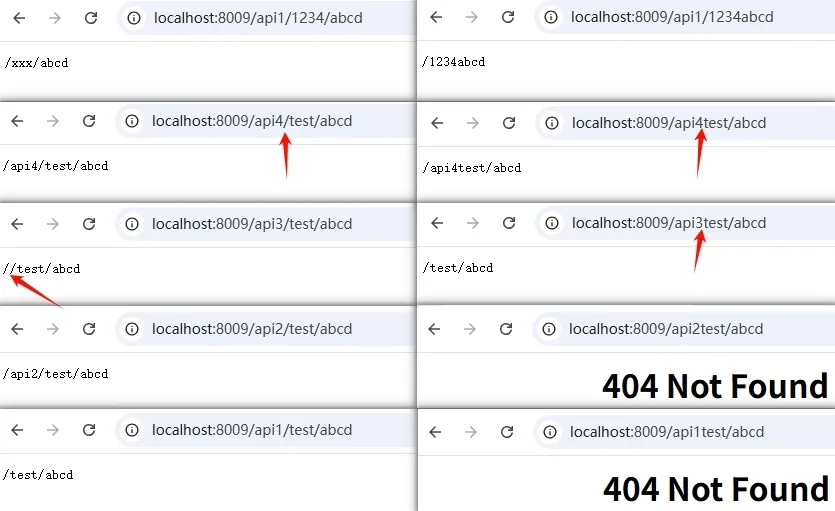 localhost:8009/api1/1234/abcd
/xxx/abcd
localhost:8009/api1/1234abcd
/1234abcd
localhost:8009/api4/test/abcd
/api4/test/abcd
localhost:8009/api4test/abcd
/api4test/abcd
localhost:8009/api3/test/abcd
//test/abcd
localhost:8009/api3test/abcd
/test/abcd
localhost:8009/api2/test/abcd
/api2/test/abcd
localhost:8009/api2test/abcd
404 Not Found
localhost:8009/api1/test/abcd
/test/abcd
localhost:8009/api1test/abcd
404 Not Found